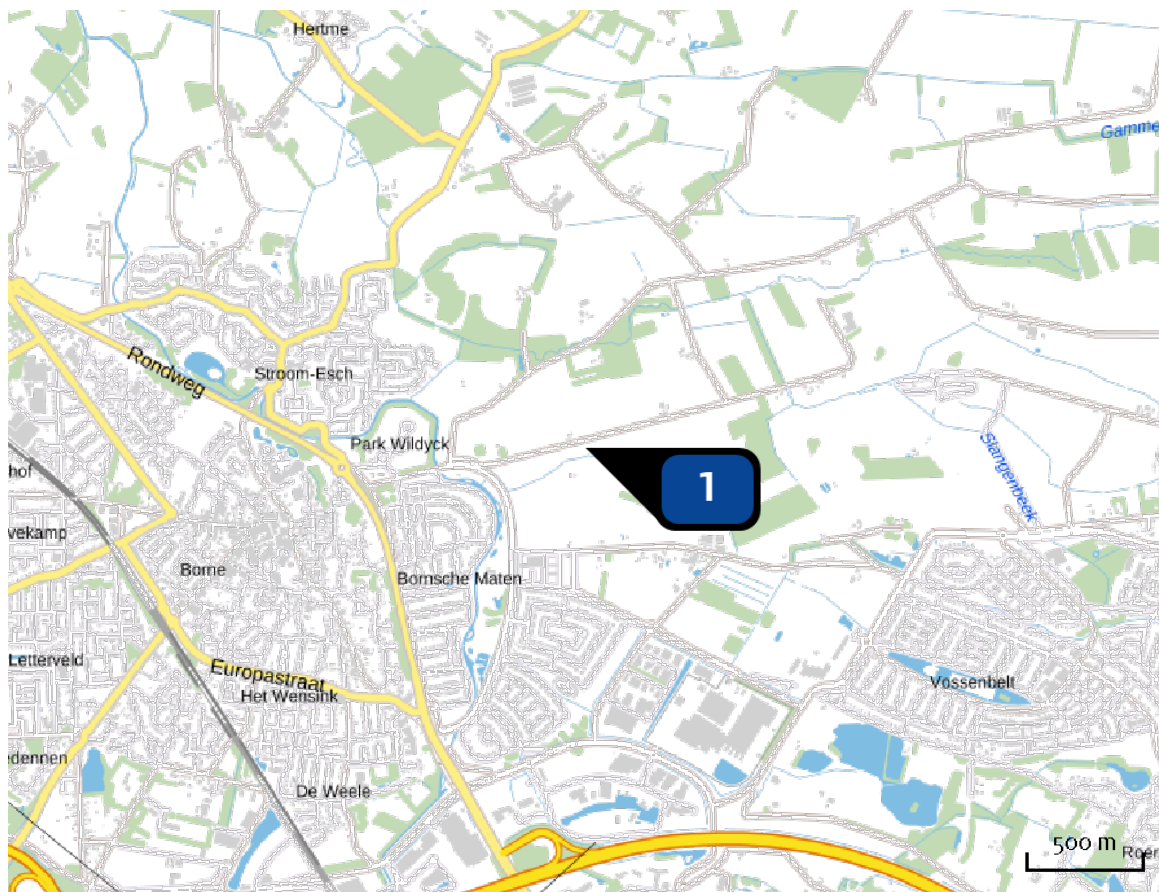 Hertme
Gamme
Rondweg
Stroom-Esch
Park Wildyck
hof
1
Slangenbeek
vekamp
Borne
Bornsche Maten
Letterveld
Europastraat
Het Wensink
Vossenbelt
edennen
De Weele
500 m
Roer